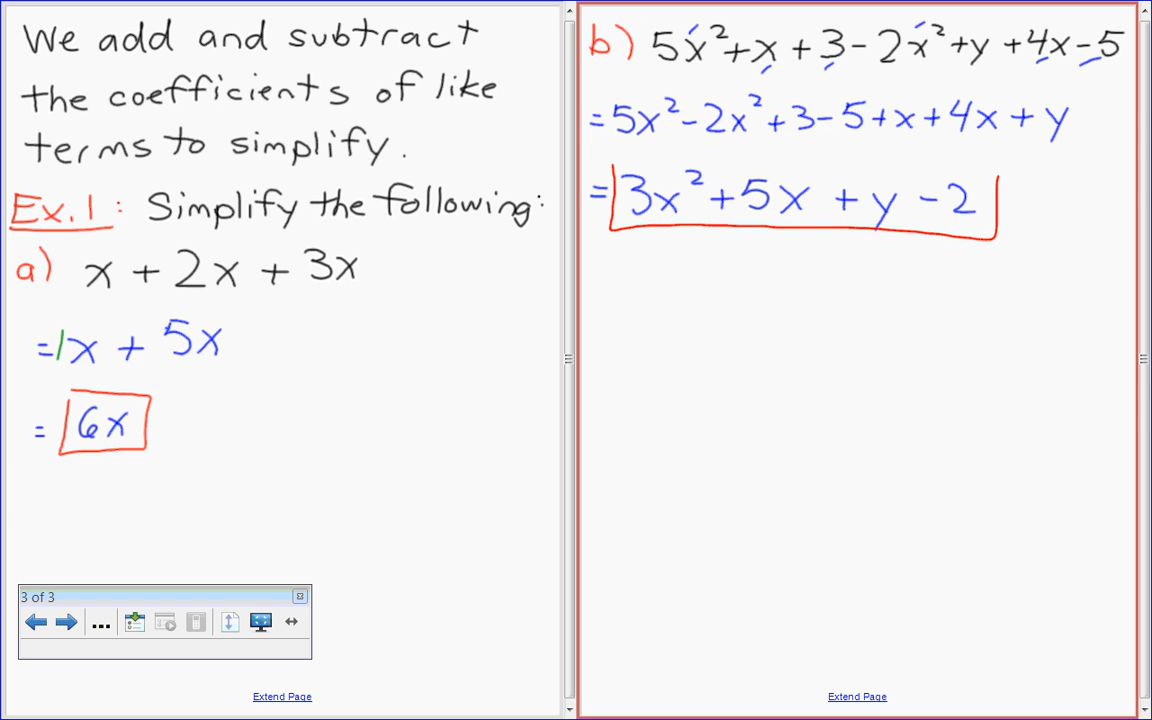 We add and subtract
the coefficients of like
terms to simplify.
Ex.1: Simplify the following:
a) x + 2x + 3x
=1x + 5x
= 6x
b) 5x²+x+3-2x²+y+4x-5
=5x²-2x²+3-5+x+4x+y
=3x²+5x+y-2
3 of 3
...
Extend Page
Extend Page